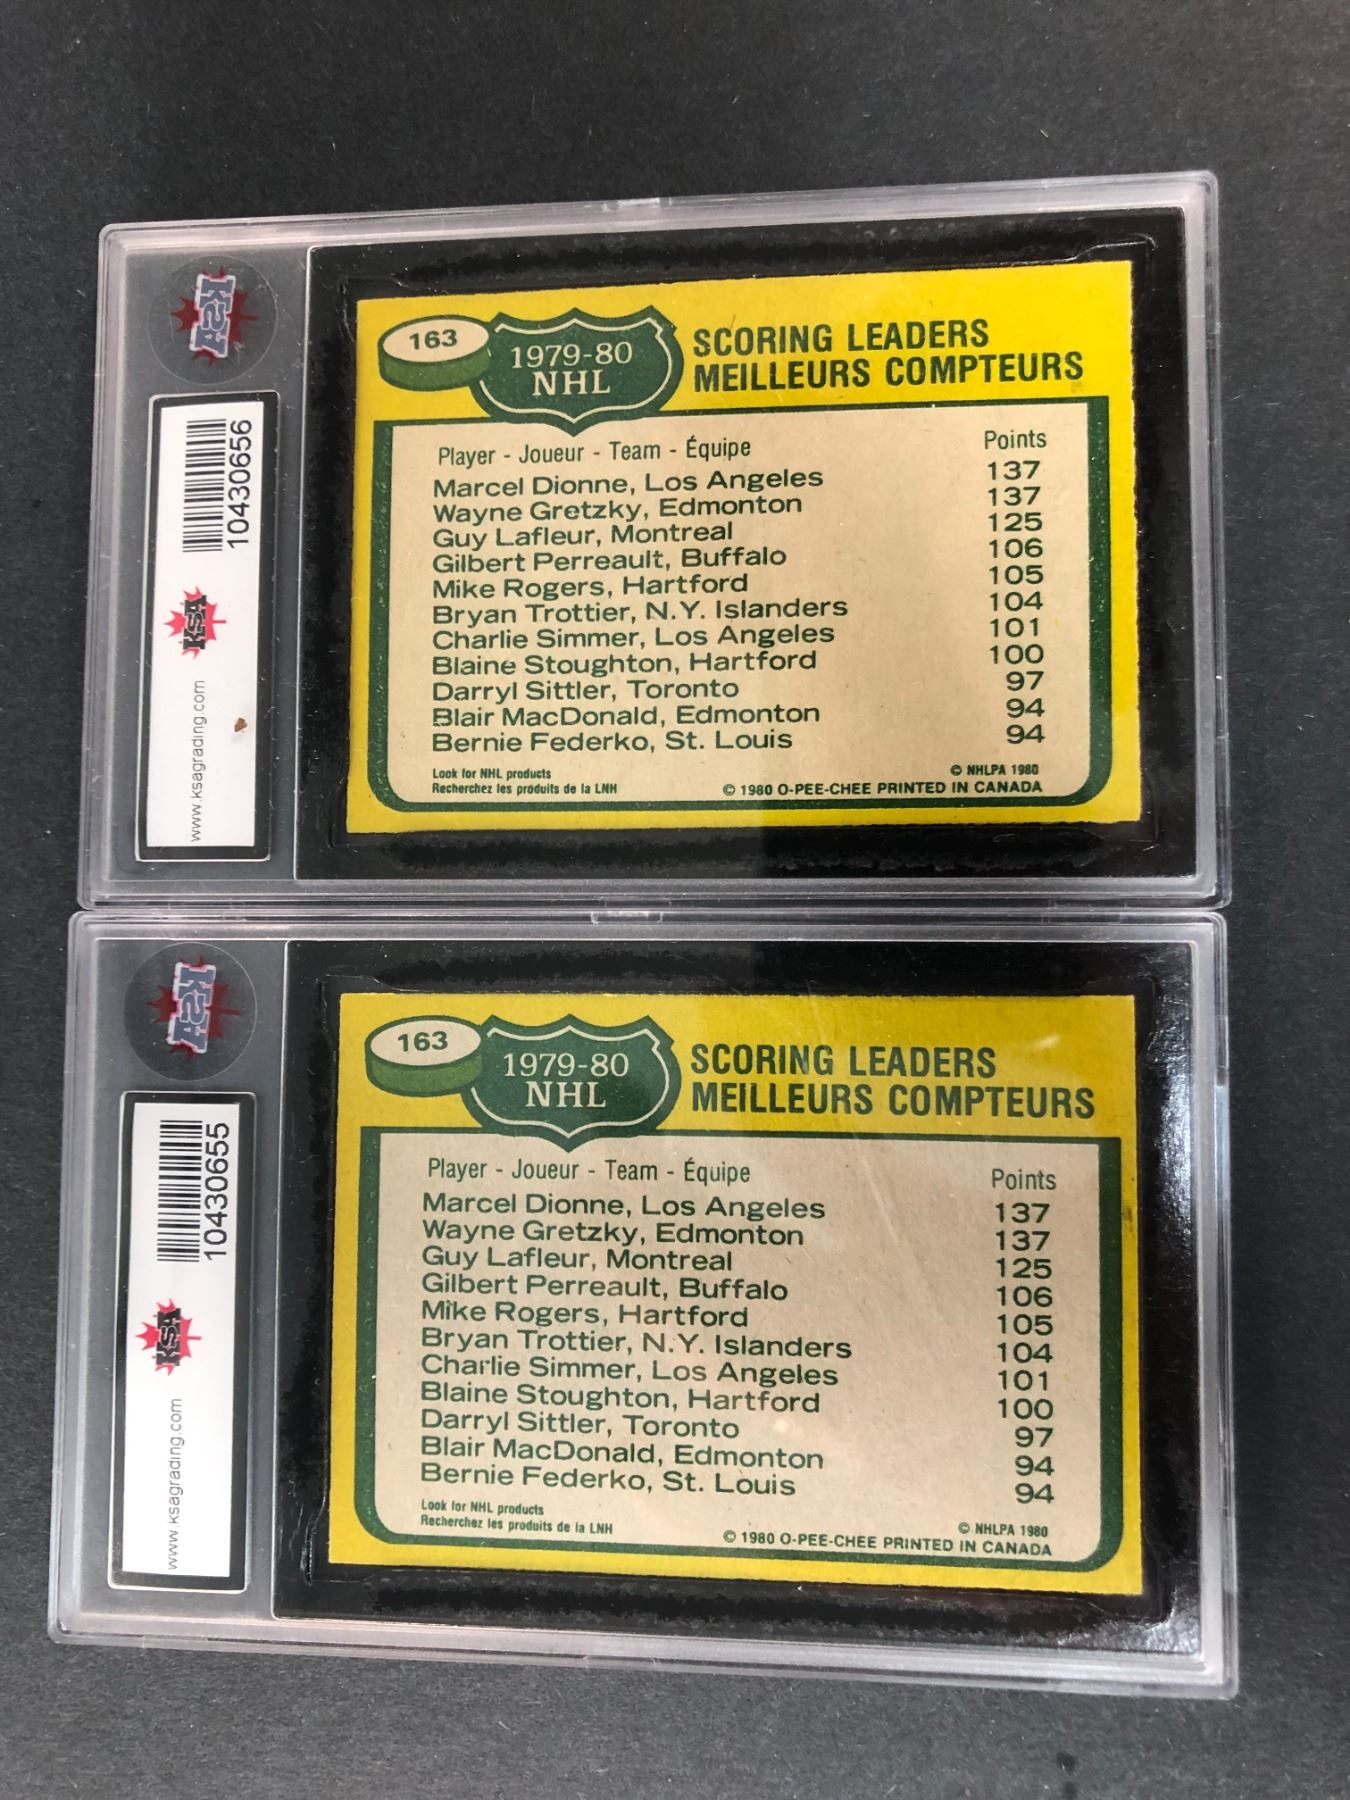 KSA
10430656
KSA
www.ksagrading.com
163
1979-80
NHL
SCORING LEADERS
MEILLEURS COMPTEURS
Player - Joueur - Team - Équipe Points
Marcel Dionne, Los Angeles 137
Wayne Gretzky, Edmonton 137
Guy Lafleur, Montreal 125
Gilbert Perreault, Buffalo 106
Mike Rogers, Hartford 105
Bryan Trottier, N.Y. Islanders 104
Charlie Simmer, Los Angeles 101
Blaine Stoughton, Hartford 100
Darryl Sittler, Toronto 97
Blair MacDonald, Edmonton 94
Bernie Federko, St. Louis 94
Look for NHL products
Recherchez les produits de la LNH
© NHLPA 1980
© 1980 O-PEE-CHEE PRINTED IN CANADA
KSA
10430655
KSA
www.ksagrading.com
163
1979-80
NHL
SCORING LEADERS
MEILLEURS COMPTEURS
Player - Joueur - Team - Équipe Points
Marcel Dionne, Los Angeles 137
Wayne Gretzky, Edmonton 137
Guy Lafleur, Montreal 125
Gilbert Perreault, Buffalo 106
Mike Rogers, Hartford 105
Bryan Trottier, N.Y. Islanders 104
Charlie Simmer, Los Angeles 101
Blaine Stoughton, Hartford 100
Darryl Sittler, Toronto 97
Blair MacDonald, Edmonton 94
Bernie Federko, St. Louis 94
Look for NHL products
Recherchez les produits de la LNH
© NHLPA 1980
© 1980 O-PEE-CHEE PRINTED IN CANADA